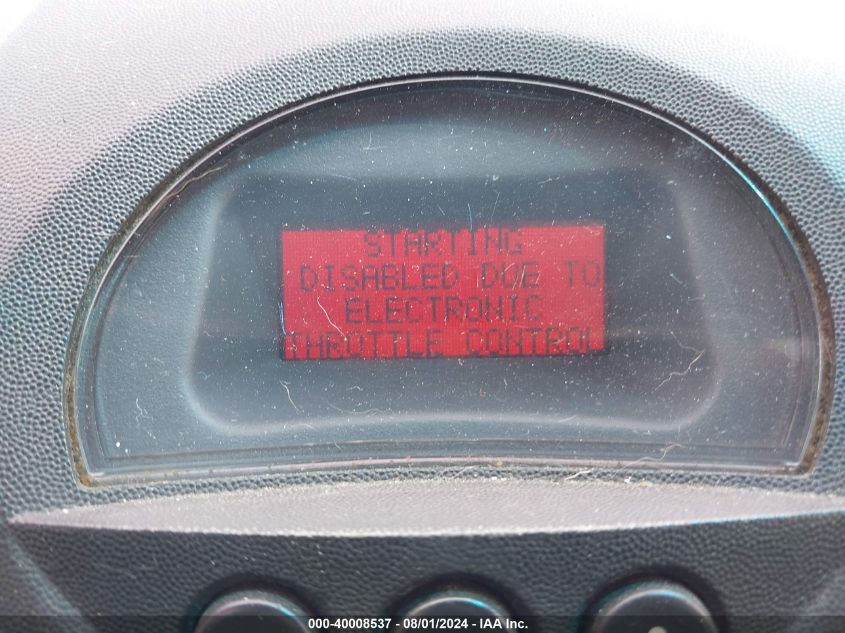 STARTING
DISABLED DUE TO
ELECTRONIC
THROTTLE CONTROL
000-40008537 - 08/01/2024 - IAA Inc.